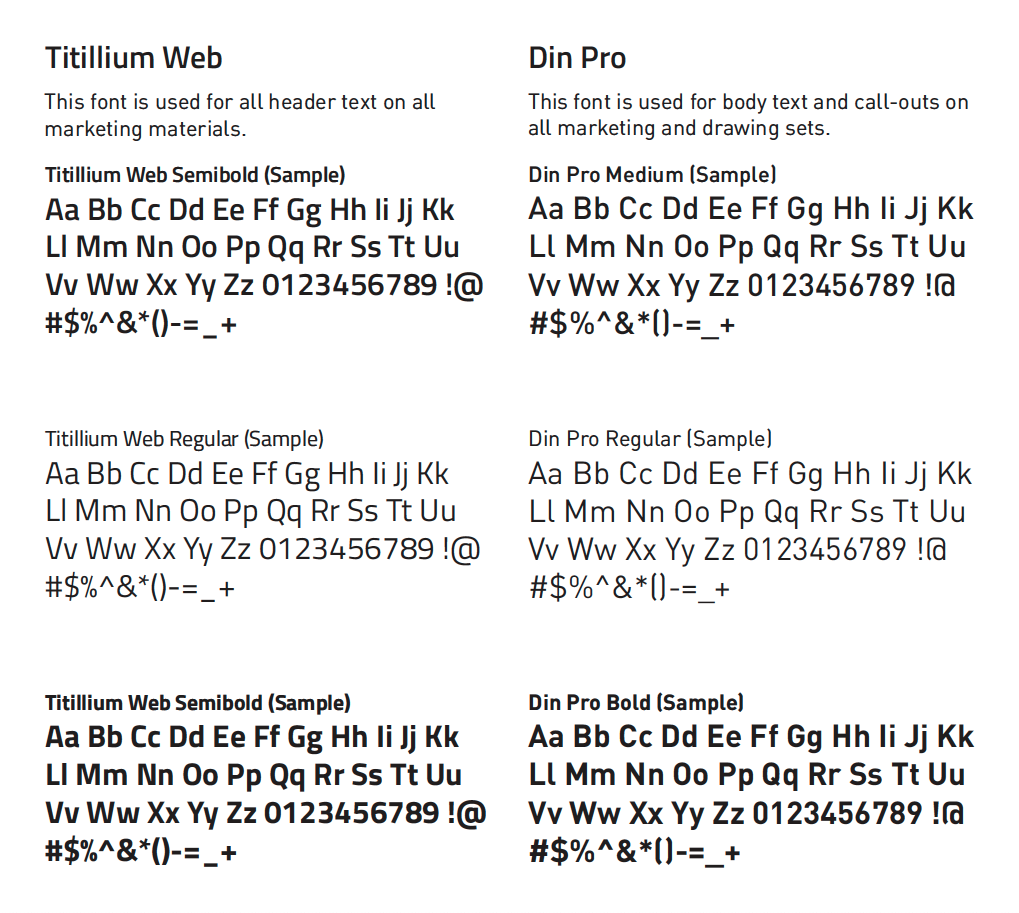 Titillium Web
This font is used for all header text on all
marketing materials.
Titillium Web Semibold (Sample)
Aa Bb Cc Dd Ee Ff Gg Hh Ii Jj Kk
Ll Mm Nn Oo Pp Qq Rr Ss Tt Uu
Vv Ww Xx Yy Zz 0123456789 !@
#$%^&*()-=_+
Titillium Web Regular (Sample)
Aa Bb Cc Dd Ee Ff Gg Hh Ii Jj Kk
Ll Mm Nn Oo Pp Qq Rr Ss Tt Uu
Vv Ww Xx Yy Zz 0123456789 !@
#$%^&*()-=_+
Titillium Web Semibold (Sample)
Aa Bb Cc Dd Ee Ff Gg Hh Ii Jj Kk
Ll Mm Nn Oo Pp Qq Rr Ss Tt Uu
Vv Ww Xx Yy Zz 0123456789 !@
#$%^&*()-=_+
Din Pro
This font is used for body text and call-outs on
all marketing and drawing sets.
Din Pro Medium (Sample)
Aa Bb Cc Dd Ee Ff Gg Hh Ii Jj Kk
Ll Mm Nn Oo Pp Qq Rr Ss Tt Uu
Vv Ww Xx Yy Zz 0123456789 !@
#$%^&*()-=_+
Din Pro Regular (Sample)
Aa Bb Cc Dd Ee Ff Gg Hh Ii Jj Kk
Ll Mm Nn Oo Pp Qq Rr Ss Tt Uu
Vv Ww Xx Yy Zz 0123456789 !@
#$%^&*()-=_+
Din Pro Bold (Sample)
Aa Bb Cc Dd Ee Ff Gg Hh Ii Jj Kk
Ll Mm Nn Oo Pp Qq Rr Ss Tt Uu
Vv Ww Xx Yy Zz 0123456789 !@
#$%^&*()-=_+